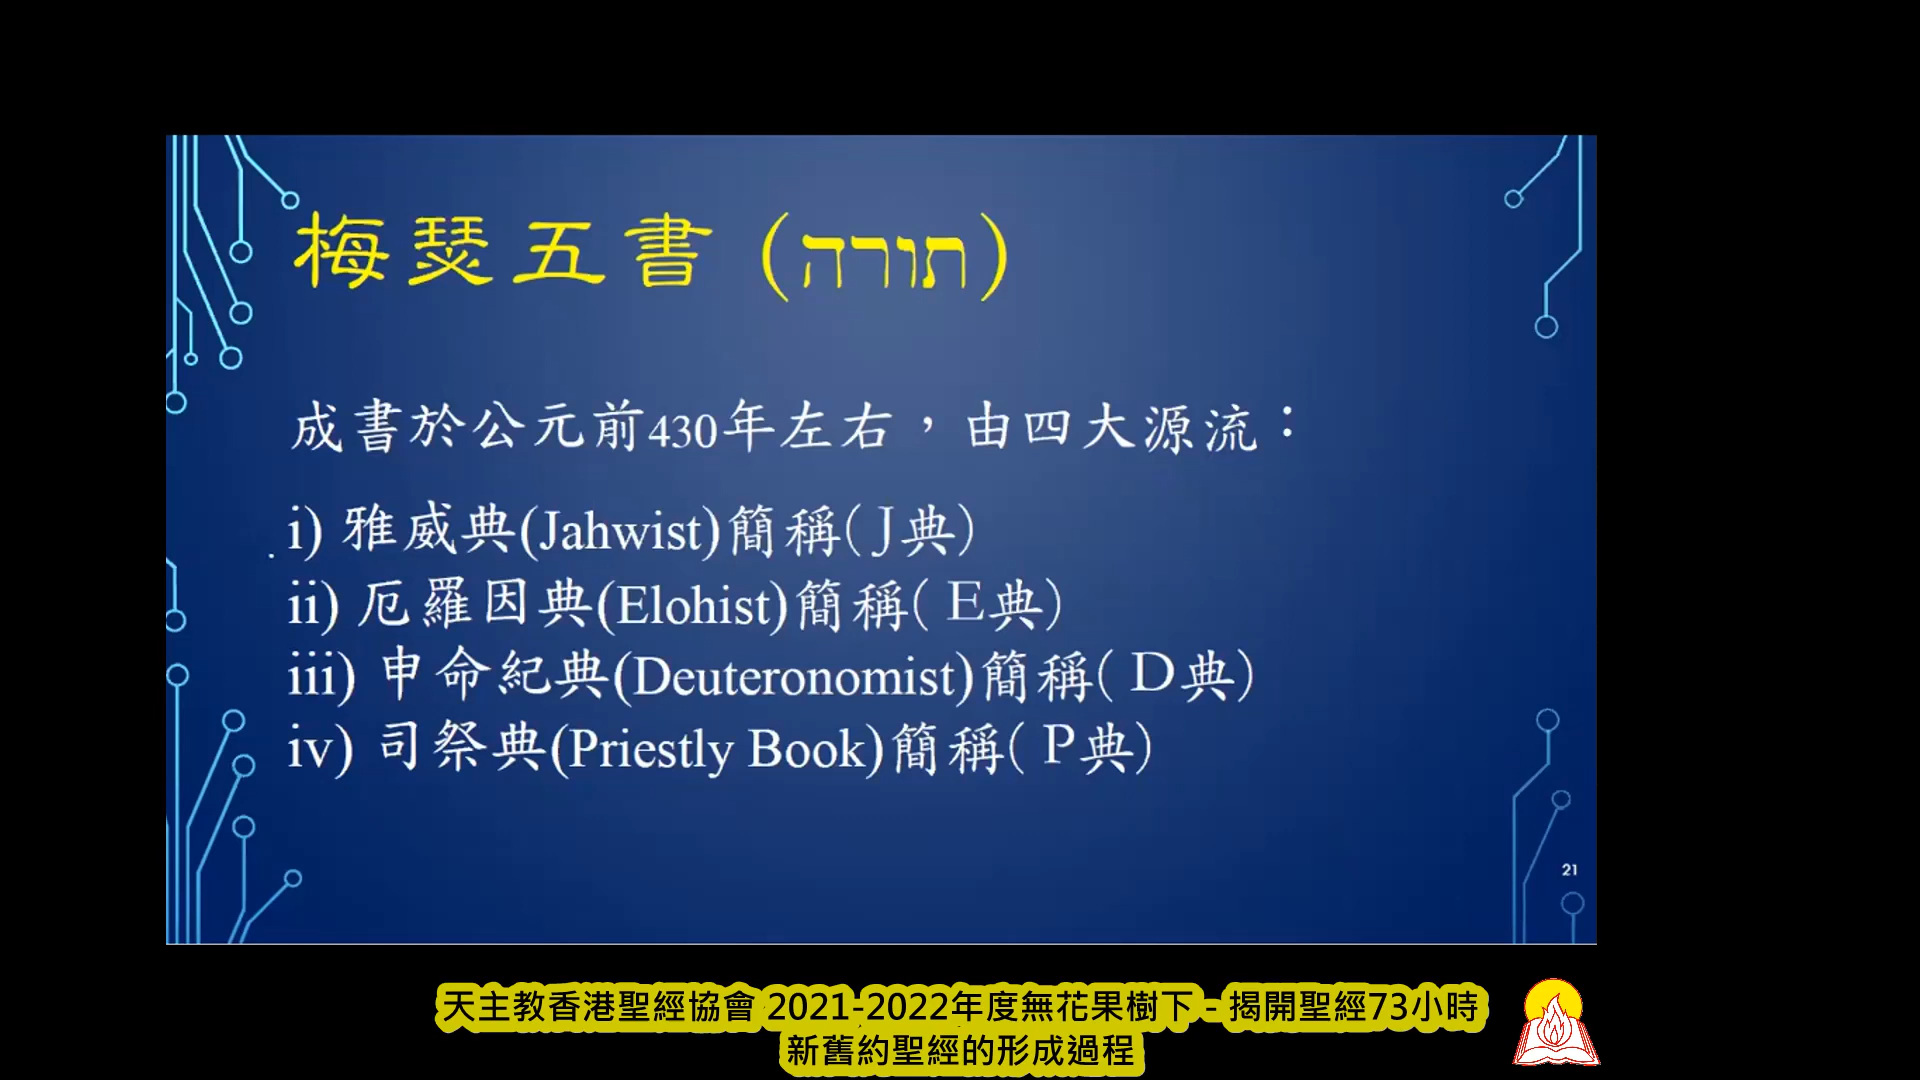 梅瑟五書 (תורה)
成書於公元前430年左右，由四大源流：
i) 雅威典(Jahwist)簡稱(J典)
ii) 厄羅因典(Elohist)簡稱(E典)
iii) 申命紀典(Deuteronomist)簡稱(D典)
iv) 司祭典(Priestly Book)簡稱(P典)
21
天主教香港聖經協會 2021-2022年度無花果樹下 - 揭開聖經73小時
新舊約聖經的形成過程